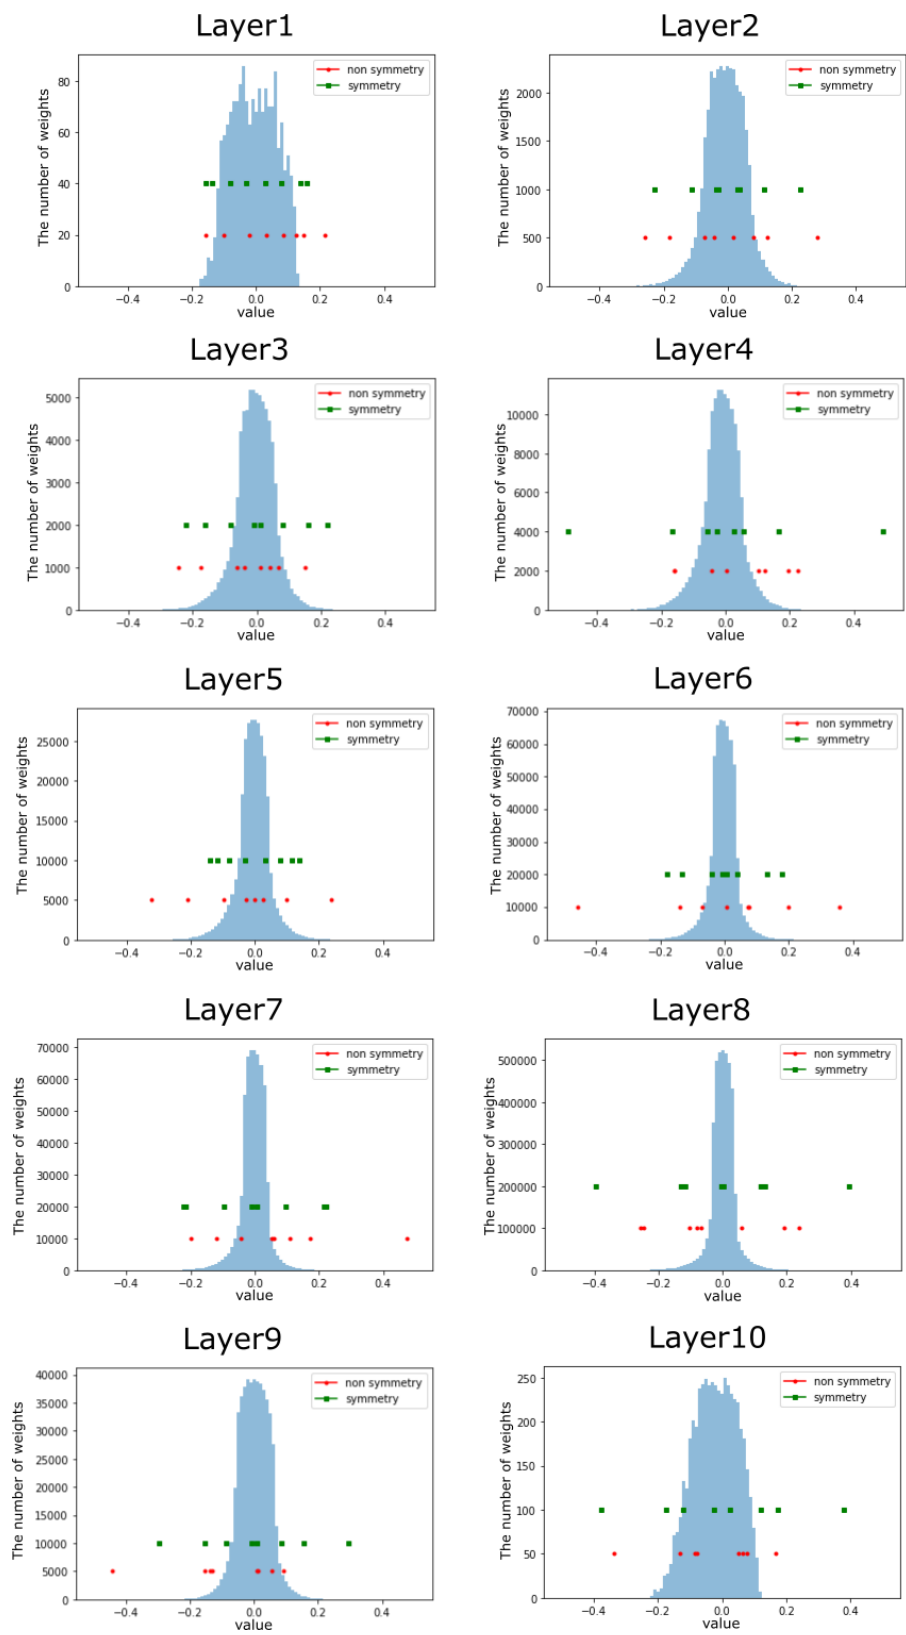 Layer1
The number of weights
80
60
40
20
0
non symmetry
symmetry
−0.4 −0.2 0.0 0.2 0.4
value
Layer2
The number of weights
2000
1500
1000
500
0
non symmetry
symmetry
−0.4 −0.2 0.0 0.2 0.4
value
Layer3
The number of weights
5000
4000
3000
2000
1000
0
non symmetry
symmetry
−0.4 −0.2 0.0 0.2 0.4
value
Layer4
The number of weights
10000
8000
6000
4000
2000
0
non symmetry
symmetry
−0.4 −0.2 0.0 0.2 0.4
value
Layer5
The number of weights
25000
20000
15000
10000
5000
0
non symmetry
symmetry
−0.4 −0.2 0.0 0.2 0.4
value
Layer6
The number of weights
70000
60000
50000
40000
30000
20000
10000
0
non symmetry
symmetry
−0.4 −0.2 0.0 0.2 0.4
value
Layer7
The number of weights
70000
60000
50000
40000
30000
20000
10000
0
non symmetry
symmetry
−0.4 −0.2 0.0 0.2 0.4
value
Layer8
The number of weights
500000
400000
300000
200000
100000
0
non symmetry
symmetry
−0.4 −0.2 0.0 0.2 0.4
value
Layer9
The number of weights
40000
35000
30000
25000
20000
15000
10000
5000
0
non symmetry
symmetry
−0.4 −0.2 0.0 0.2 0.4
value
Layer10
The number of weights
250
200
150
100
50
0
non symmetry
symmetry
−0.4 −0.2 0.0 0.2 0.4
value